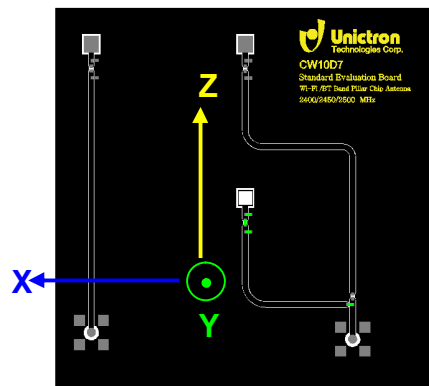 Unictron
Technologies Corp.
CW10D7
Standard Evaluation Board
Wi-Fi /BT Band Pillar Chip Antenna
2400/2450/2500 MHz
Z
X
Y